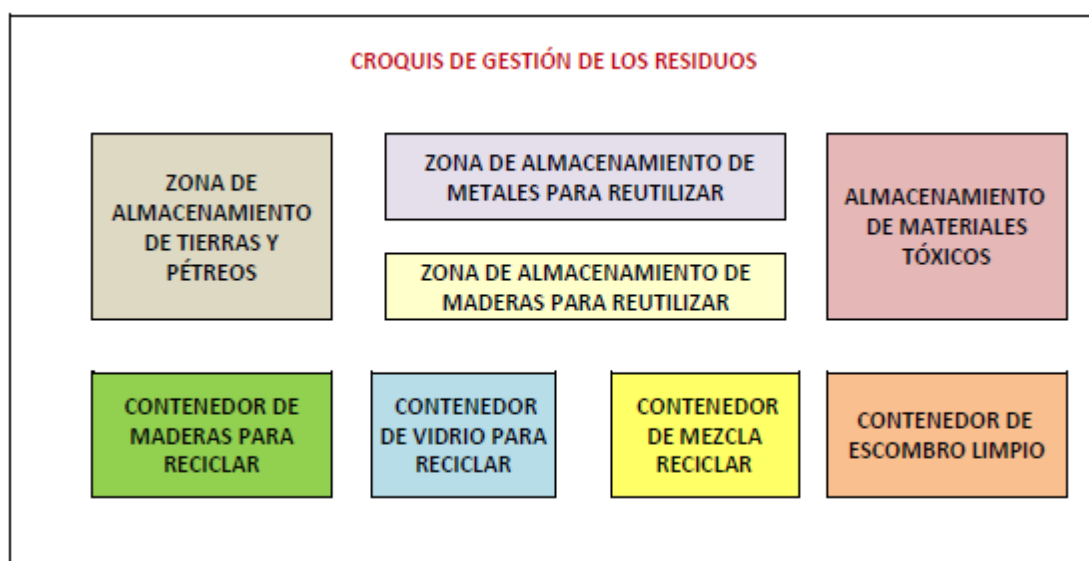 CROQUIS DE GESTIÓN DE LOS RESIDUOS
ZONA DE
ALMACENAMIENTO
DE TIERRAS Y
PÉTREOS
ZONA DE ALMACENAMIENTO DE
METALES PARA REUTILIZAR
ZONA DE ALMACENAMIENTO DE
MADERAS PARA REUTILIZAR
ALMACENAMIENTO
DE MATERIALES
TÓXICOS
CONTENEDOR DE
MADERAS PARA
RECICLAR
CONTENEDOR
DE VIDRIO PARA
RECICLAR
CONTENEDOR
DE MEZCLA
RECICLAR
CONTENEDOR DE
ESCOMBRO LIMPIO